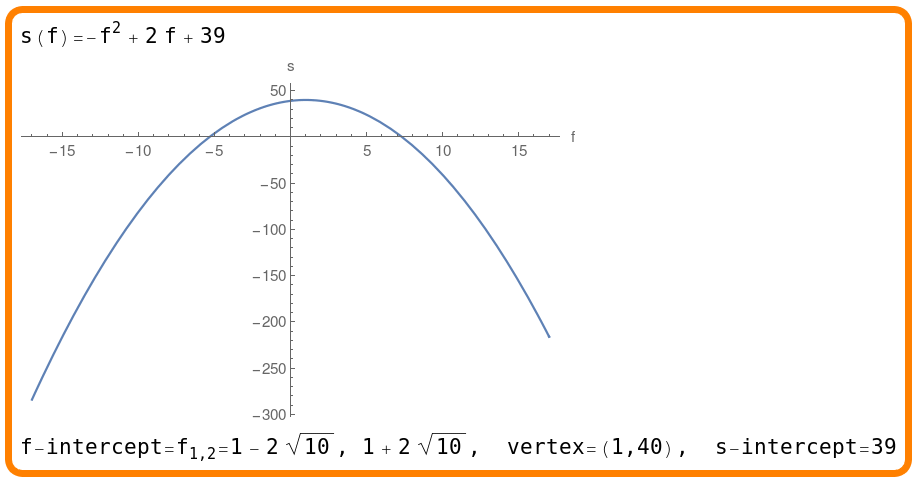 s(f)=-f² + 2 f + 39
s
50
f
−15 −10 −5 5 10 15
−50
−100
−150
−200
−250
−300
f-intercept=f₁,₂=1 - 2 √10, 1 + 2 √10, vertex=(1,40), s-intercept=39